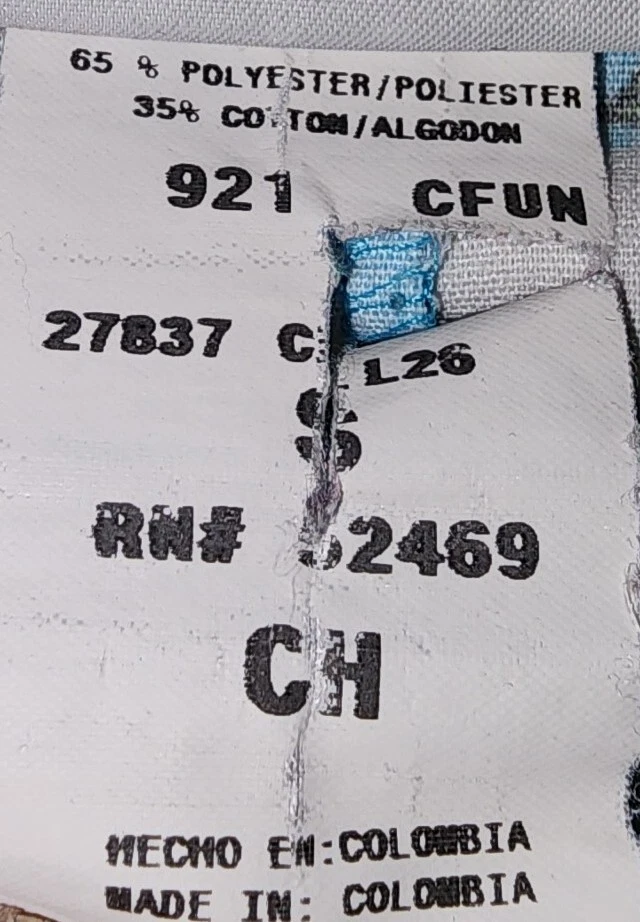 65 % POLYESTER/POLIESTER
35% COTTON/ALGODON
921 CFUN
27837 L26
S
RN#
CH
HECHO EN:COLOMBIA
MADE IN: COLOMBIA